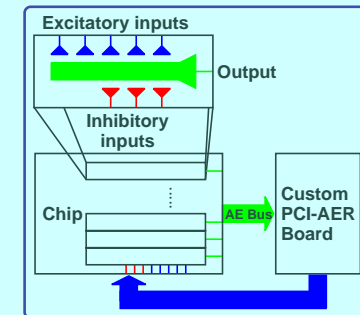 Excitatory inputs
Output
Inhibitory
inputs
Chip
AE Bus
Custom
PCI-AER
Board